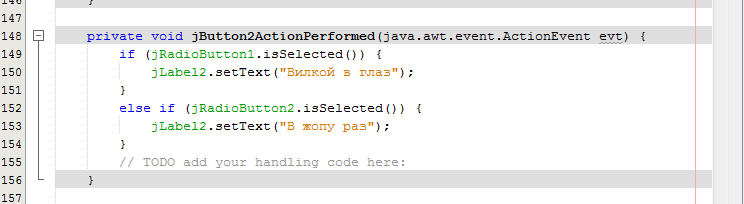 146 }
147
148 private void jButton2ActionPerformed(java.awt.event.ActionEvent evt) {
149 if (jRadioButton1.isSelected()) {
150 jLabel2.setText("Вилкой в глаз");
151 }
152 else if (jRadioButton2.isSelected()) {
153 jLabel2.setText("В жопу раз");
154 }
155 // TODO add your handling code here:
156 }
157